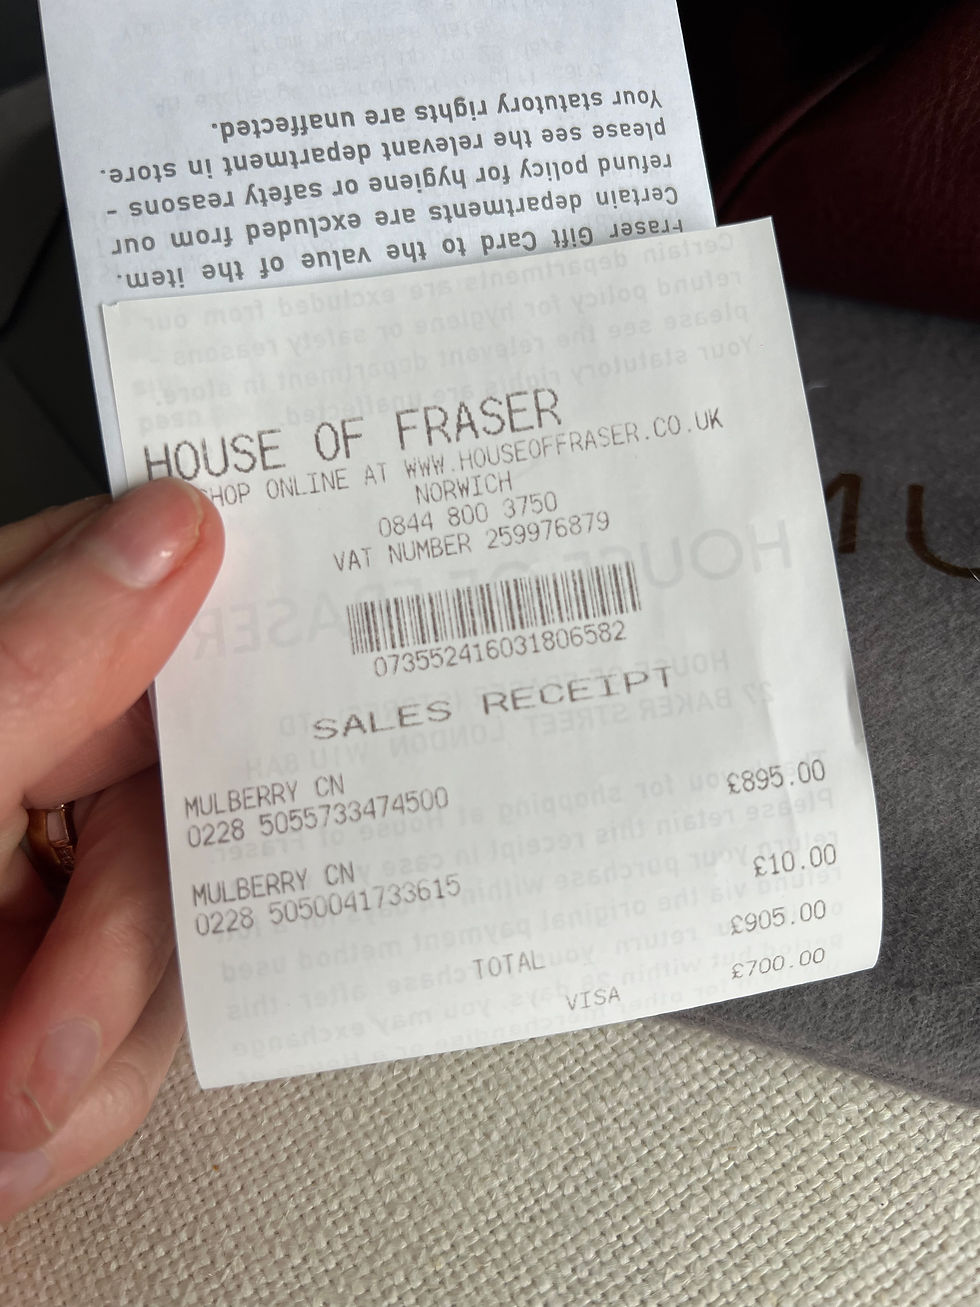 Fraser Gift Card to the value of the item.
Certain departments are excluded from our
refund policy for hygiene or safety reasons -
please see the relevant department in store.
Your statutory rights are unaffected.
HOUSE OF FRASER
SHOP ONLINE AT WWW.HOUSEOFFRASER.CO.UK
NORWICH
0844 800 3750
VAT NUMBER 259976879
073552416031806582
SALES RECEIPT
MULBERRY CN £895.00
0228 5055733474500
MULBERRY CN £10.00
0228 5050041733615
TOTAL £905.00
VISA £700.00
MU